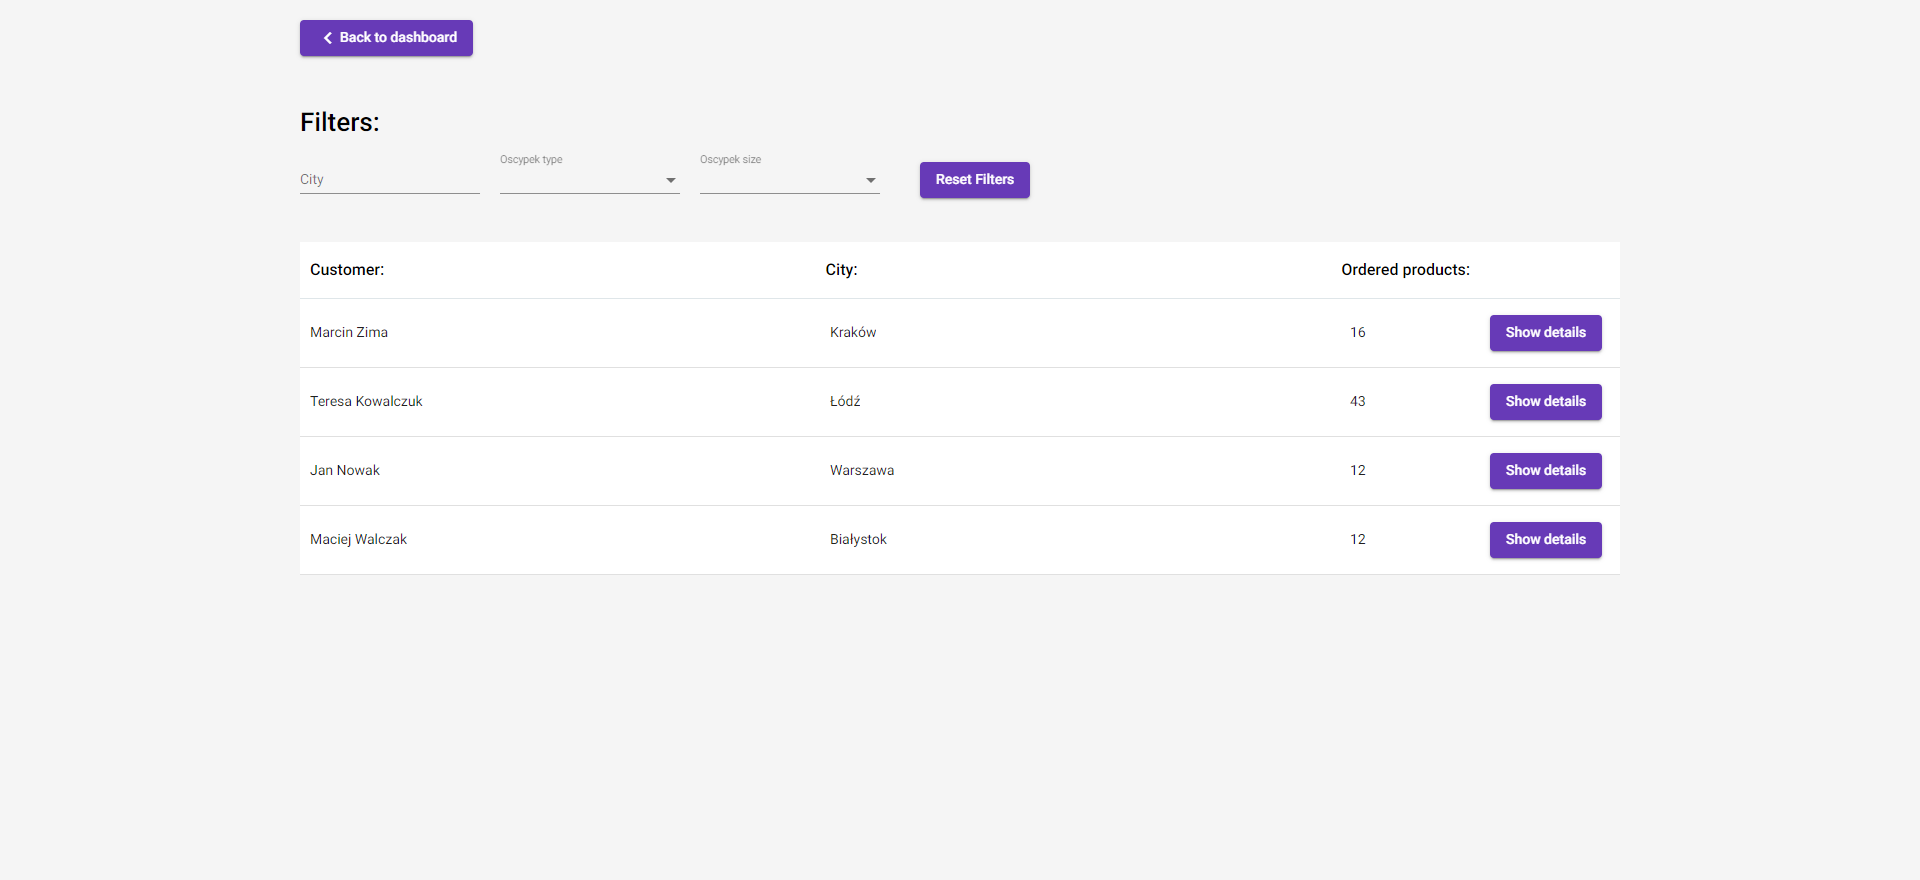 Back to dashboard
Filters:
City
Oscypek type
Oscypek size
Reset Filters
Customer: City: Ordered products:
Marcin Zima Kraków 16 Show details
Teresa Kowalczuk Łódź 43 Show details
Jan Nowak Warszawa 12 Show details
Maciej Walczak Białystok 12 Show details